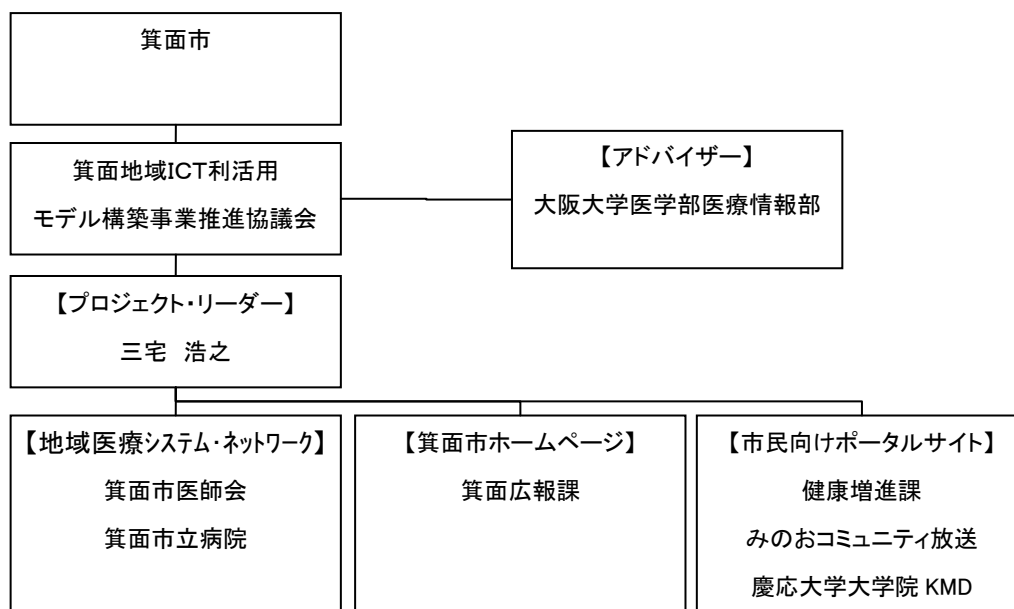 箕面市
箕面地域ICT利活用
モデル構築事業推進協議会
【アドバイザー】
大阪大学医学部医療情報部
【プロジェクト・リーダー】
三宅　浩之
【地域医療システム・ネットワーク】
箕面市医師会
箕面市立病院
【箕面市ホームページ】
箕面広報課
【市民向けポータルサイト】
健康増進課
みのおコミュニティ放送
慶応大学大学院 KMD